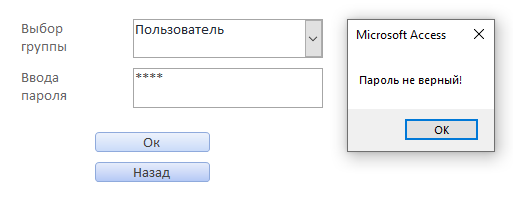 Выбор
группы
Пользователь
Ввода
пароля
****
Ок
Назад
Microsoft Access
Пароль не верный!
ОК